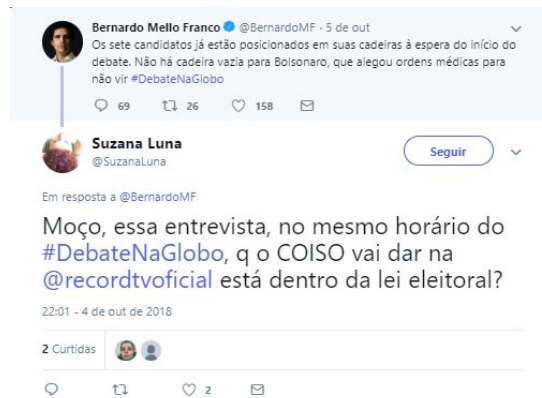 Bernardo Mello Franco @BernardoMF · 5 de out
Os sete candidatos já estão posicionados em suas cadeiras à espera do início do
debate. Não há cadeira vazia para Bolsonaro, que alegou ordens médicas para
não vir #DebateNaGlobo
69 26 158
Suzana Luna
@SuzanaLuna
Seguir
Em resposta a @BernardoMF
Moço, essa entrevista, no mesmo horário do
#DebateNaGlobo, q o COISO vai dar na
@recordtvoficial está dentro da lei eleitoral?
22:01 - 4 de out de 2018
2 Curtidas
2